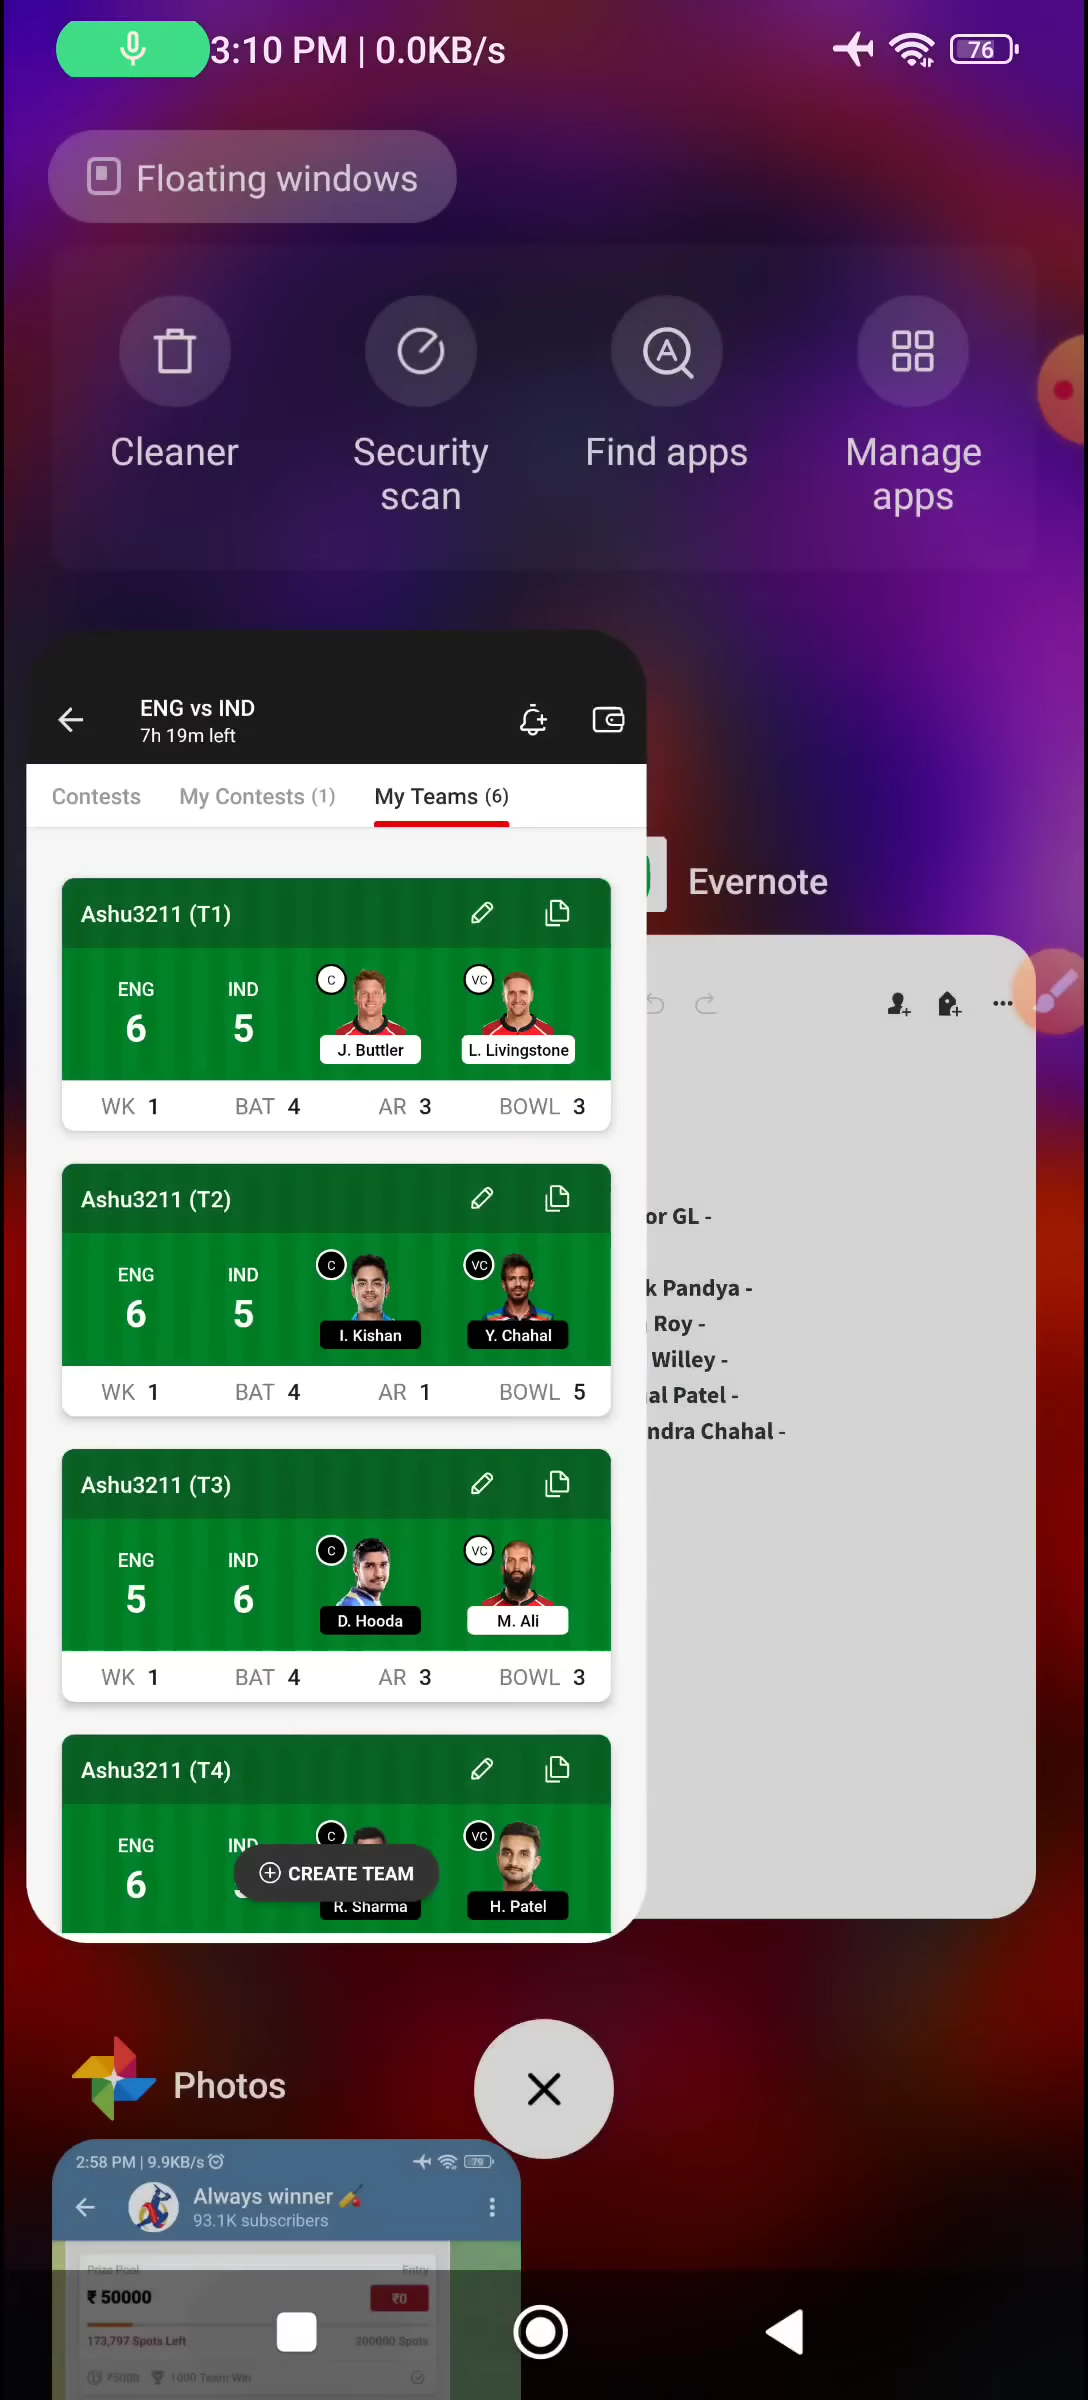 3:10 PM | 0.0KB/s
76
Floating windows
Cleaner
Security
scan
Find apps
Manage
apps
ENG vs IND
7h 19m left
Contests
My Contests (1)
My Teams (6)
Evernote
Ashu3211 (T1)
ENG
6
IND
5
C
J. Buttler
VC
L. Livingstone
WK 1
BAT 4
AR 3
BOWL 3
Ashu3211 (T2)
ENG
6
IND
5
C
I. Kishan
VC
Y. Chahal
WK 1
BAT 4
AR 1
BOWL 5
Ashu3211 (T3)
ENG
5
IND
6
C
D. Hooda
VC
M. Ali
WK 1
BAT 4
AR 3
BOWL 3
Ashu3211 (T4)
ENG
6
IND
C
R. Sharma
VC
H. Patel
CREATE TEAM
or GL -
k Pandya -
Roy -
Willey -
al Patel -
ndra Chahal -
Photos
2:58 PM | 9.9KB/s
79
Always winner
93.1K subscribers
Prize Pool
Entry
₹ 50000
₹0
173,797 Spots Left
200000 Spots
₹5000
1000 Team Win